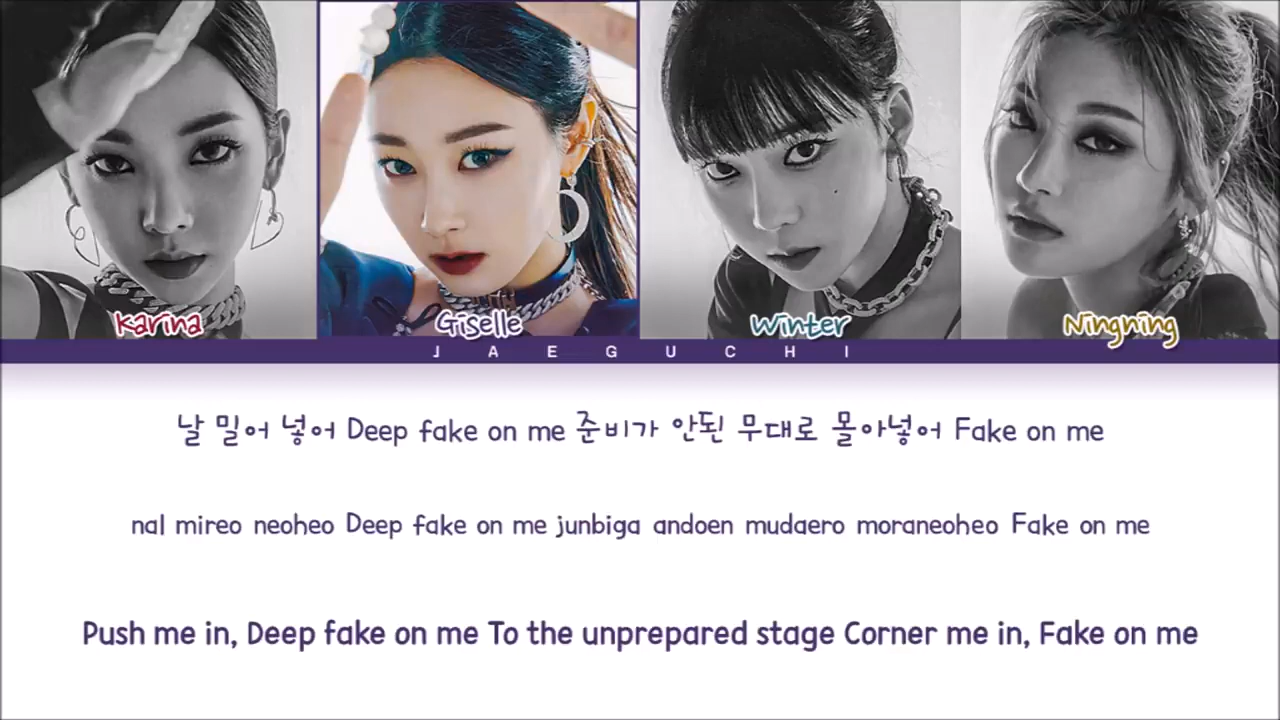 Karina Giselle Winter Ningning
JAEGUCHI
날 밀어 넣어 Deep fake on me 준비가 안된 무대로 몰아넣어 Fake on me
nal mireo neoheo Deep fake on me junbiga andoen mudaero moraneoheo Fake on me
Push me in, Deep fake on me To the unprepared stage Corner me in, Fake on me